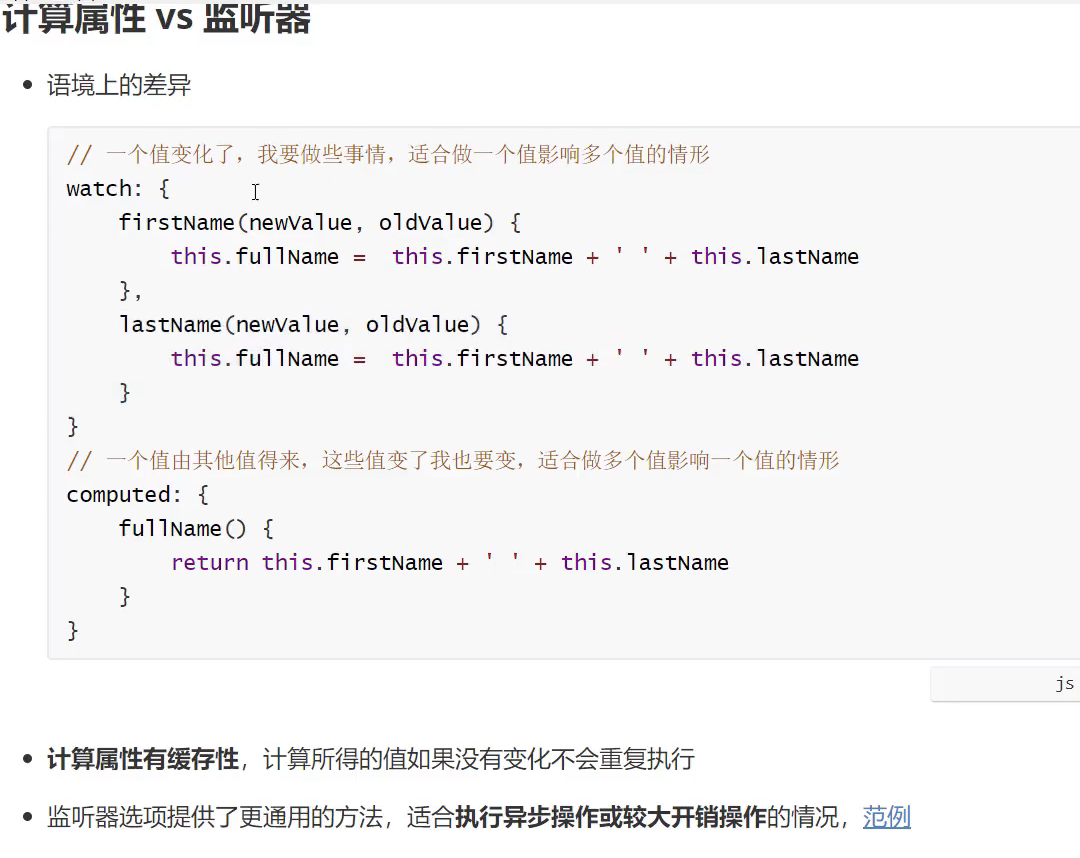 计算属性 vs 监听器
语境上的差异
// 一个值变化了，我要做些事情，适合做一个值影响多个值的情形
watch: {
    firstName(newValue, oldValue) {
        this.fullName =  this.firstName + ' ' + this.lastName
    },
    lastName(newValue, oldValue) {
        this.fullName =  this.firstName + ' ' + this.lastName
    }
}
// 一个值由其他值得来，这些值变了我也要变，适合做多个值影响一个值的情形
computed: {
    fullName() {
        return this.firstName + ' ' + this.lastName
    }
}
js
计算属性有缓存性，计算所得的值如果没有变化不会重复执行
监听器选项提供了更通用的方法，适合执行异步操作或较大开销操作的情况，范例